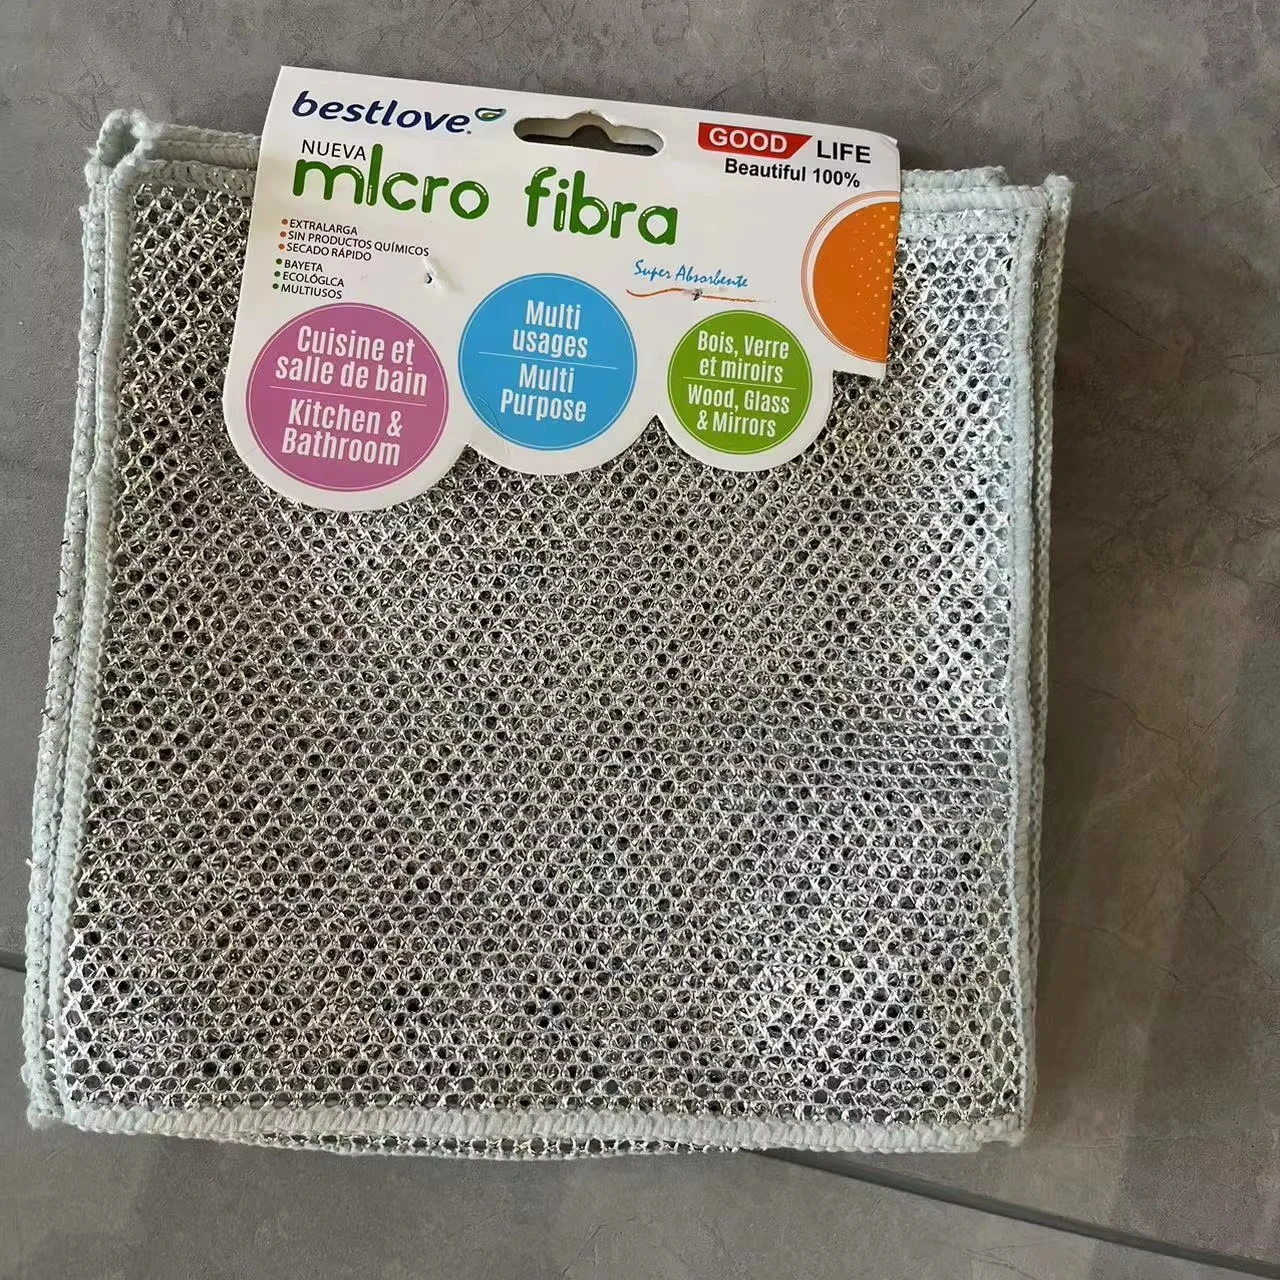 bestlove
GOOD LIFE
Beautiful 100%
NUEVA
mIcro fibra
EXTRALARGA
SIN PRODUCTOS QUÍMICOS
SECADO RÁPIDO
BAYETA
ECOLÓGLCA
MULTIUSOS
Super Absorbente
Cuisine et
salle de bain
Kitchen &
Bathroom
Multi
usages
Multi
Purpose
Bois, Verre
et miroirs
Wood, Glass
& Mirrors